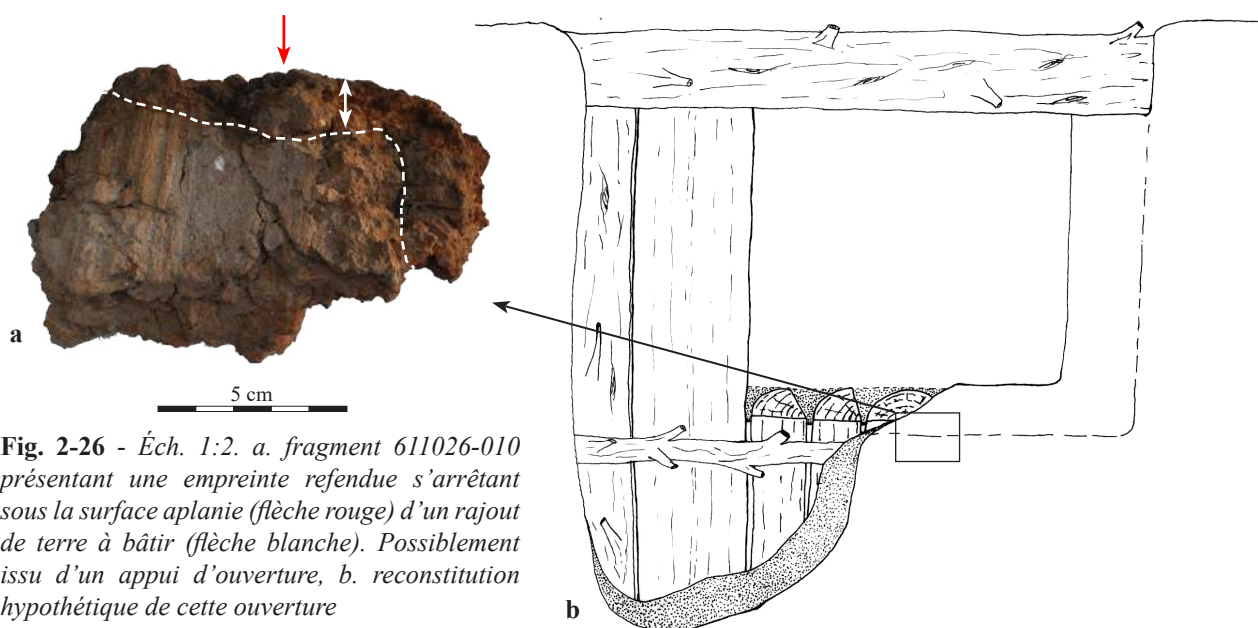 a
5 cm
Fig. 2-26 - Éch. 1:2. a. fragment 611026-010
présentant une empreinte refendue s’arrêtant
sous la surface aplanie (flèche rouge) d’un rajout
de terre à bâtir (flèche blanche). Possiblement
issu d’un appui d’ouverture, b. reconstitution
hypothétique de cette ouverture
b